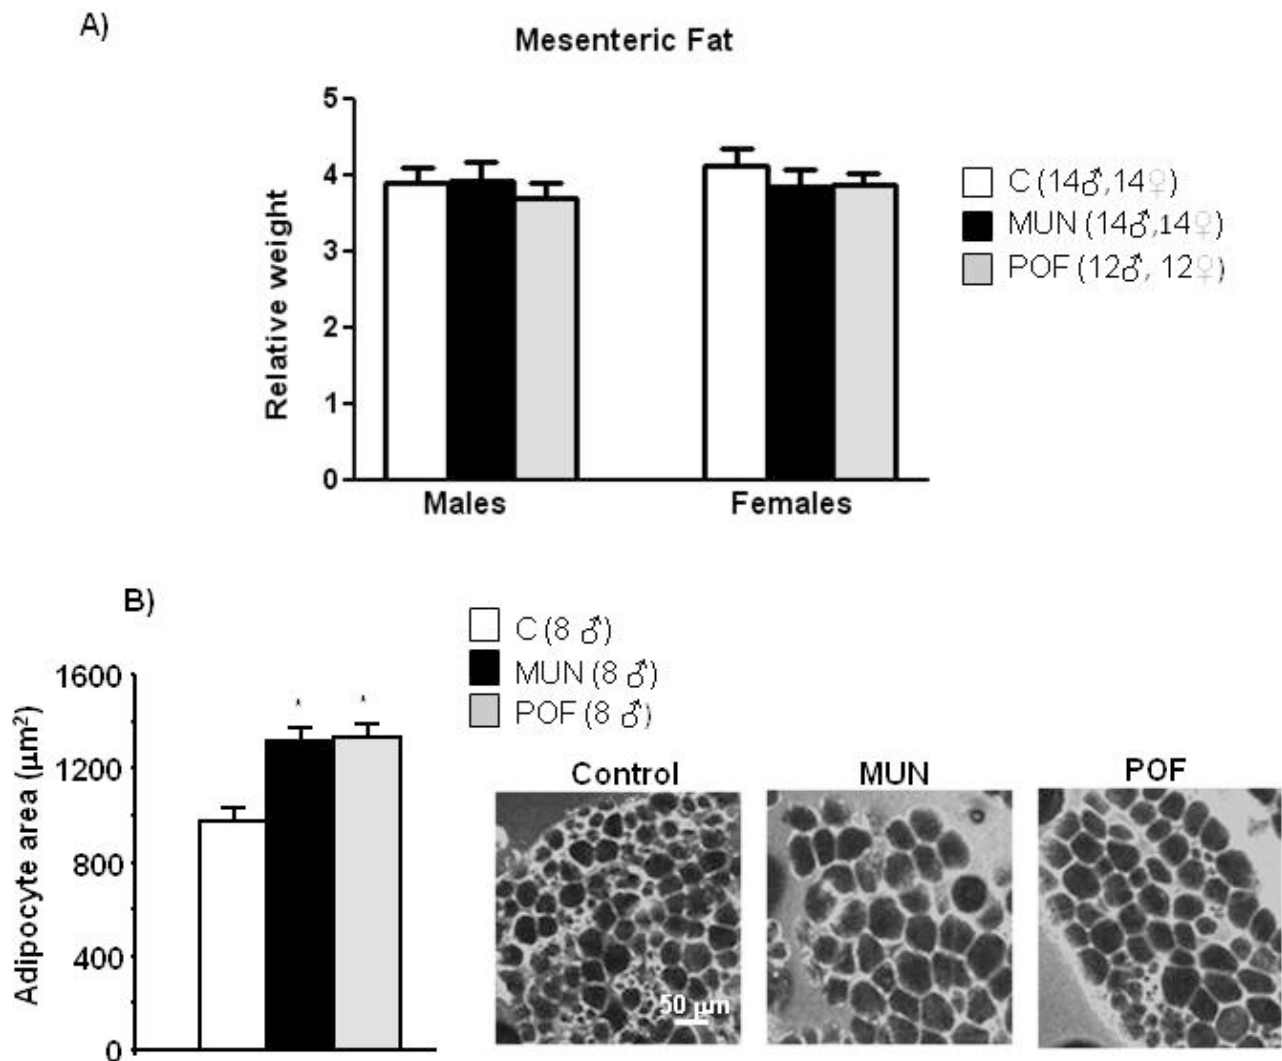 A)
Mesenteric Fat
5
4
3
2
1
0
Relative weight
Males
Females
C (14♂,14♀)
MUN (14♂,14♀)
POF (12♂, 12♀)
B)
C (8 ♂)
MUN (8 ♂)
POF (8 ♂)
1600
1200
800
400
0
Adipocyte area (μm²)
* *
Control
MUN
POF
50 μm